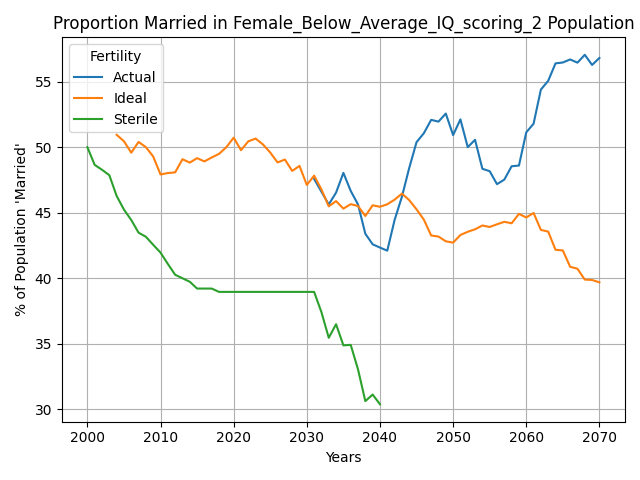 Proportion Married in Female_Below_Average_IQ_scoring_2 Population
Fertility
Actual
Ideal
Sterile
% of Population 'Married'
55
50
45
40
35
30
2000 2010 2020 2030 2040 2050 2060 2070
Years